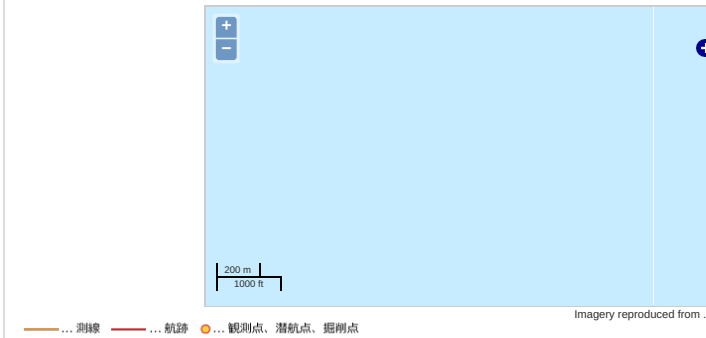 +
−
200 m
1000 ft
Imagery reproduced from .
... 測線 ... 航跡 ... 観測点、潜航点、掘削点